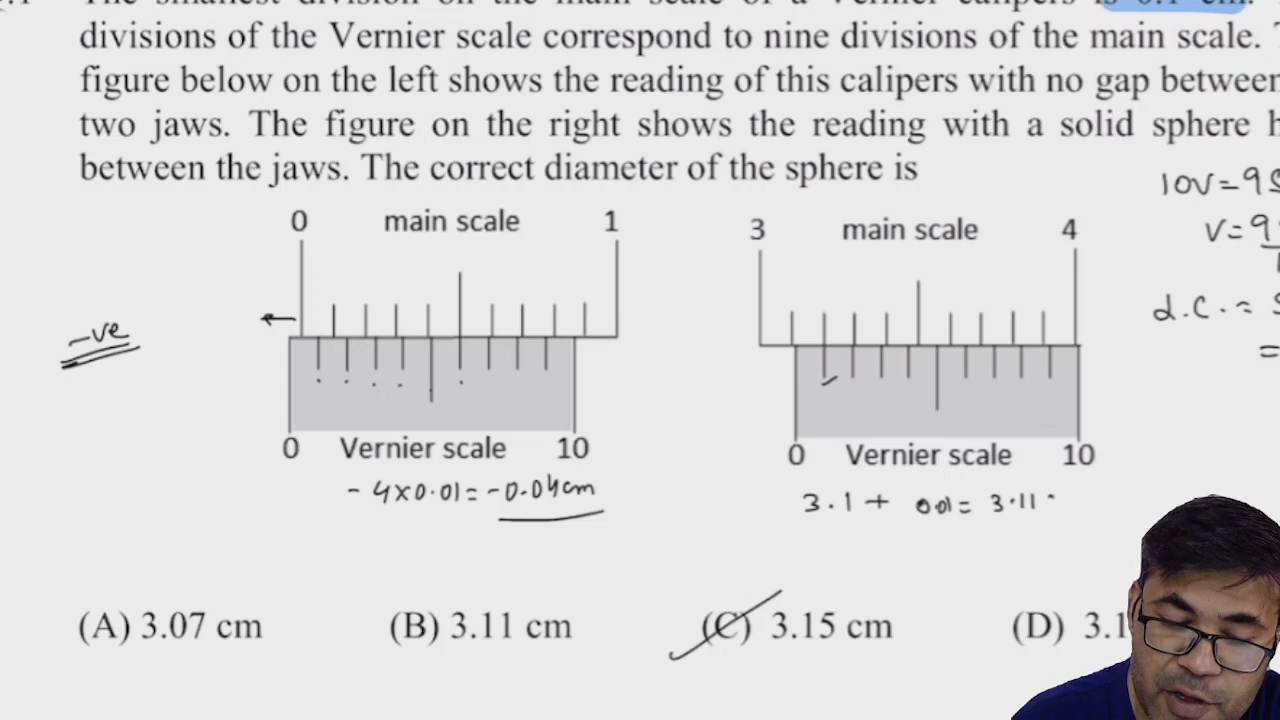 divisions of the Vernier scale correspond to nine divisions of the main scale.
figure below on the left shows the reading of this calipers with no gap between
two jaws. The figure on the right shows the reading with a solid sphere h
between the jaws. The correct diameter of the sphere is
10V=9S
V=9
d.C.=
=
0 main scale 1
3 main scale 4
-ve
0 Vernier scale 10
0 Vernier scale 10
- 4×0.01= -0.04cm
3.1 + 0.01= 3.11
(A) 3.07 cm (B) 3.11 cm (C) 3.15 cm (D) 3.1